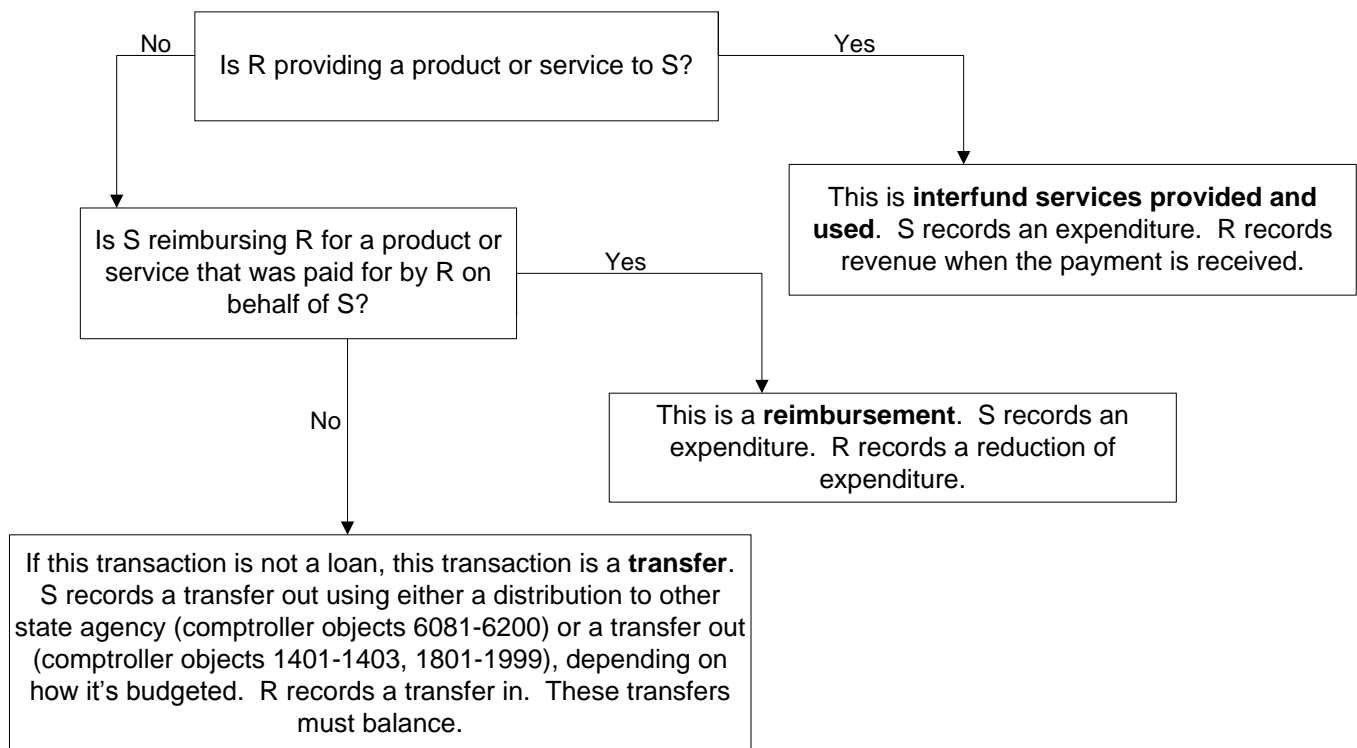 No
Yes
Is R providing a product or service to S?
This is interfund services provided and
used.  S records an expenditure.  R records
revenue when the payment is received.
Is S reimbursing R for a product or
service that was paid for by R on
behalf of S?
Yes
No
This is a reimbursement.  S records an
expenditure.  R records a reduction of
expenditure.
If this transaction is not a loan, this transaction is a transfer.
S records a transfer out using either a distribution to other
state agency (comptroller objects 6081-6200) or a transfer out
(comptroller objects 1401-1403, 1801-1999), depending on
how it's budgeted.  R records a transfer in.  These transfers
must balance.